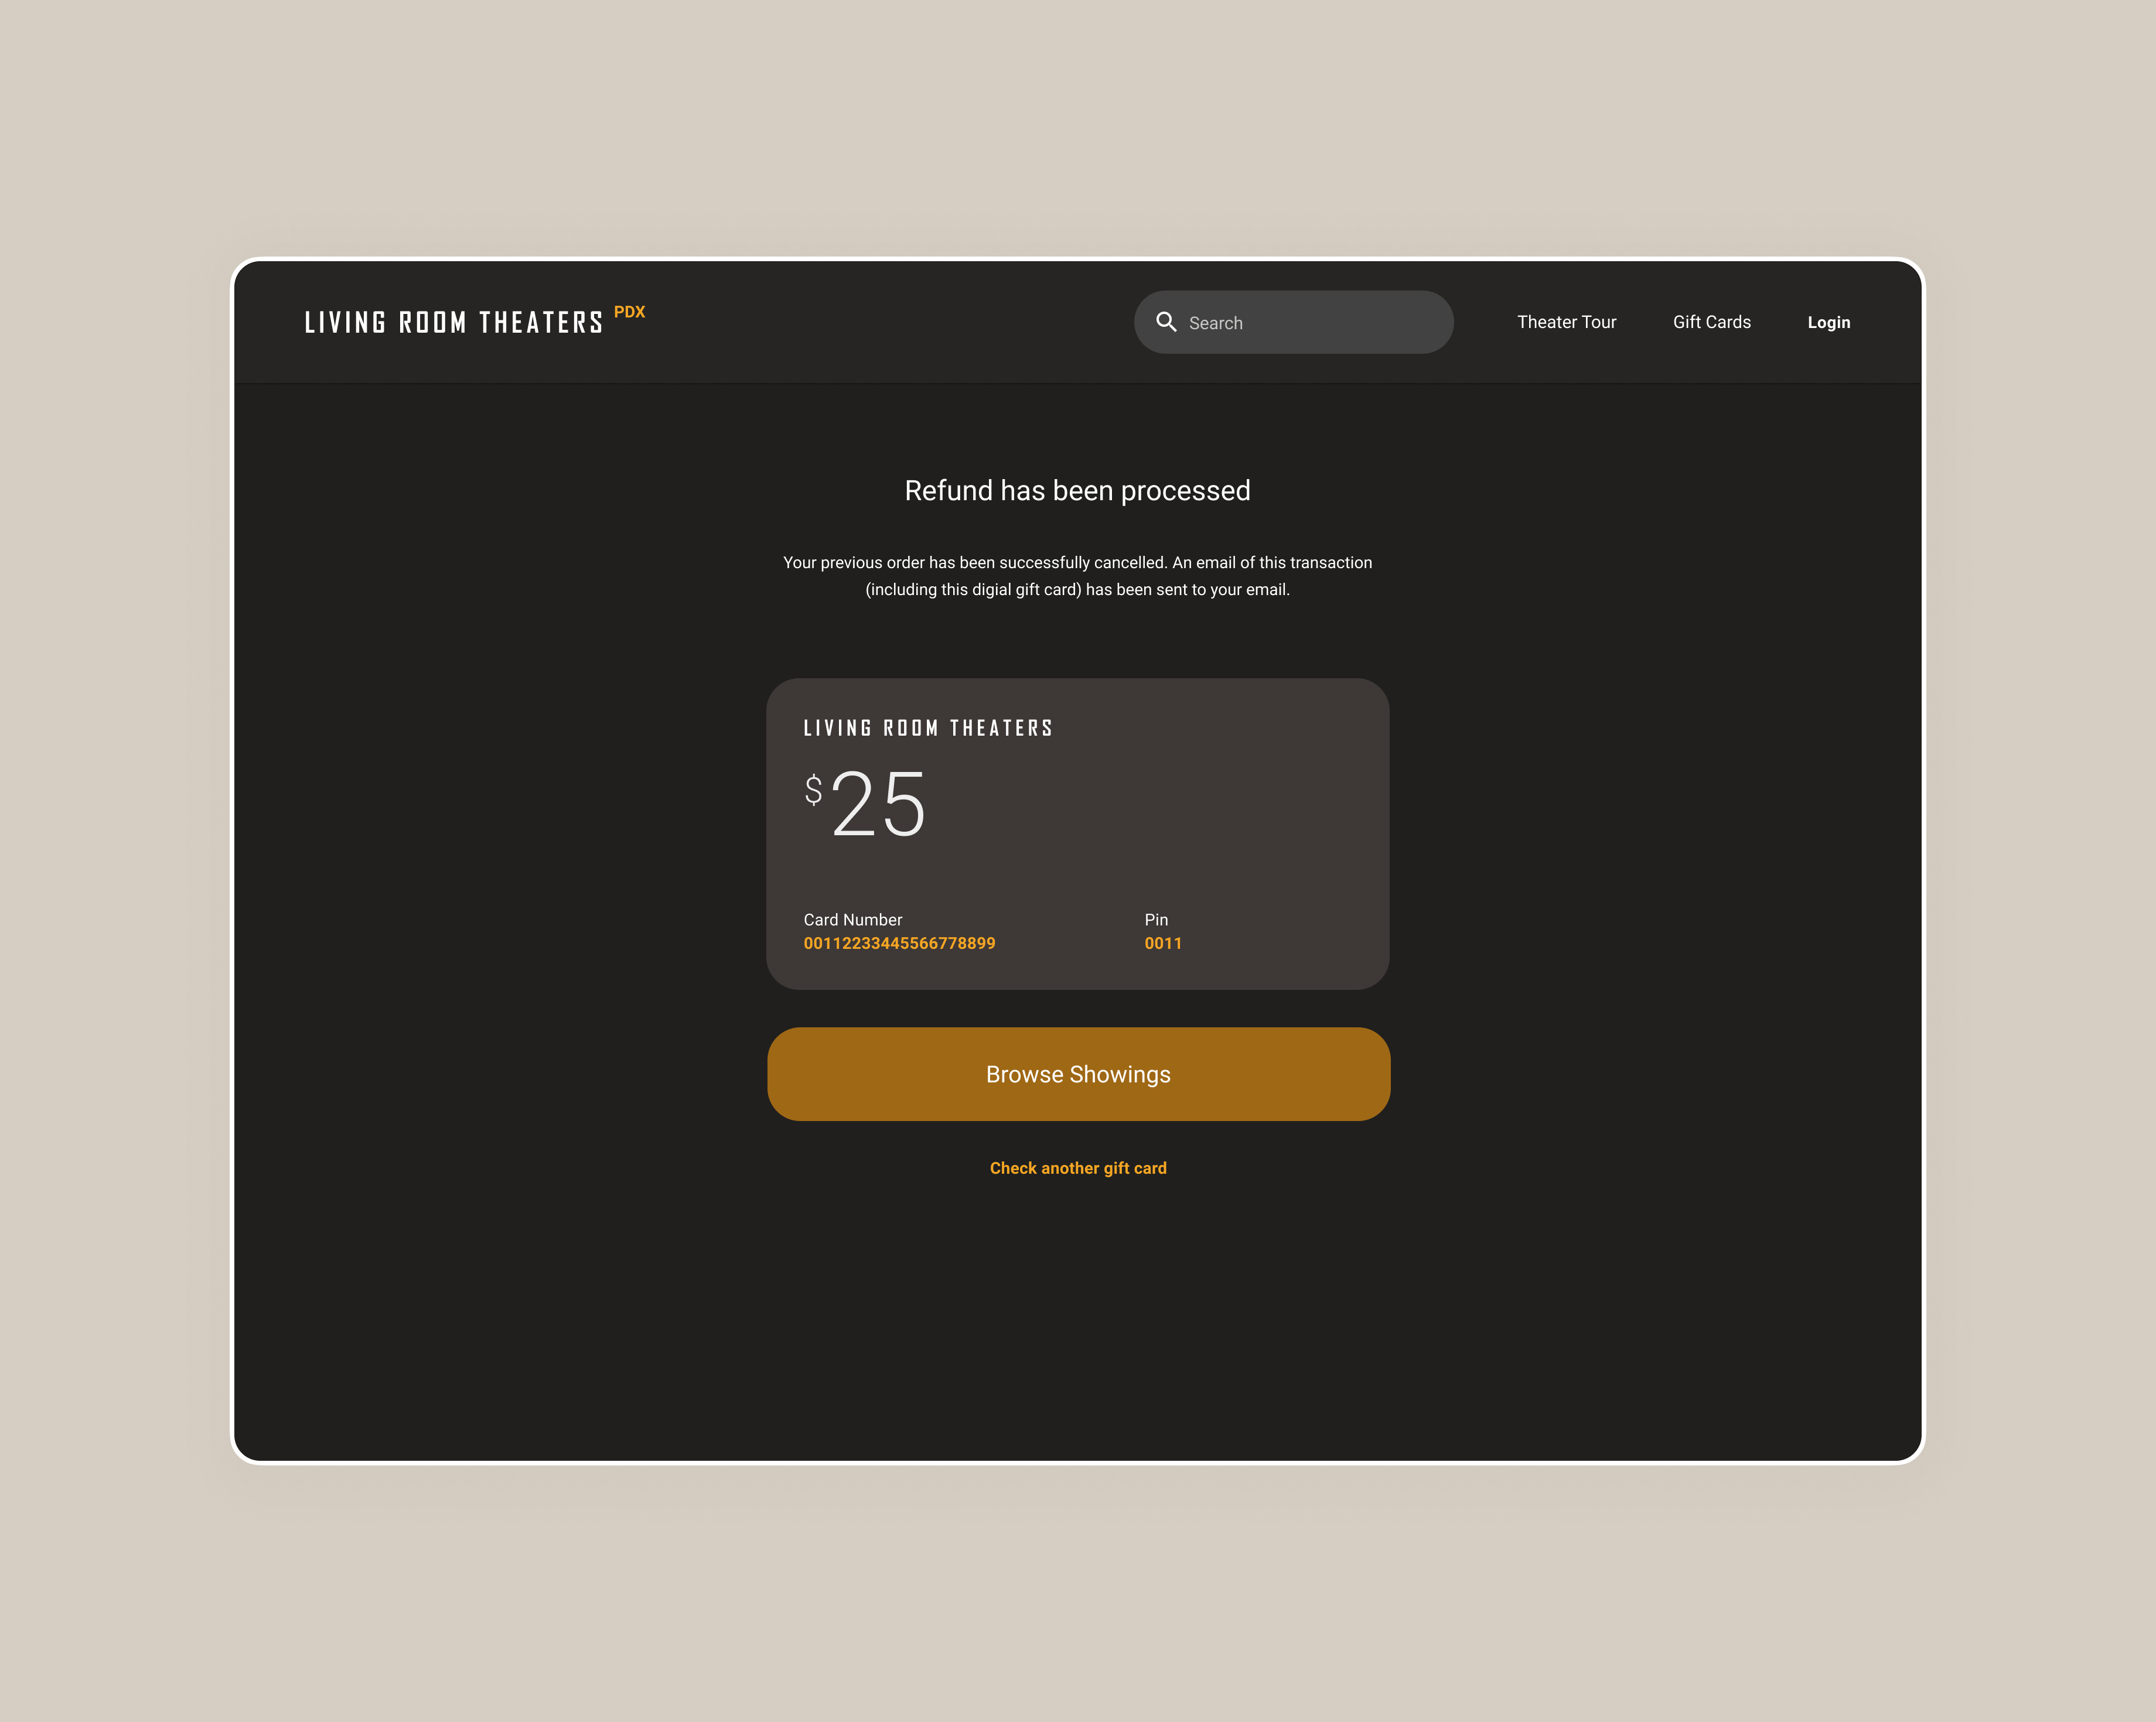 LIVING ROOM THEATERS PDX
Search
Theater Tour
Gift Cards
Login
Refund has been processed
Your previous order has been successfully cancelled. An email of this transaction
(including this digial gift card) has been sent to your email.
LIVING ROOM THEATERS
$25
Card Number
00112233445566778899
Pin
0011
Browse Showings
Check another gift card